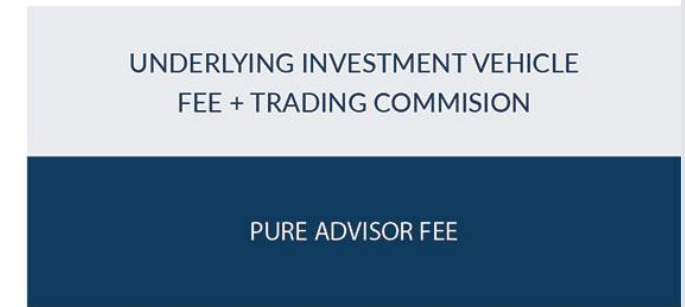 UNDERLYING INVESTMENT VEHICLE
FEE + TRADING COMMISION
PURE ADVISOR FEE